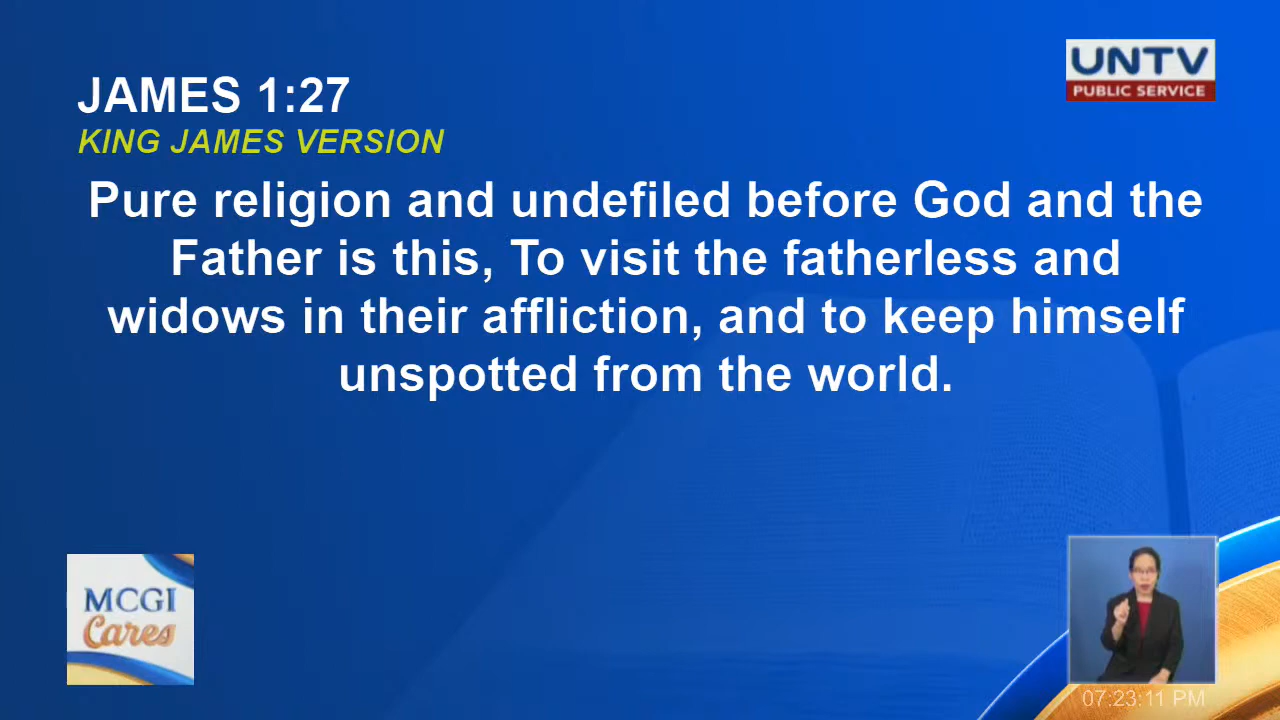 JAMES 1:27
KING JAMES VERSION
UNTV
PUBLIC SERVICE
Pure religion and undefiled before God and the
Father is this, To visit the fatherless and
widows in their affliction, and to keep himself
unspotted from the world.
MCGI
Cares
07:23:11 PM